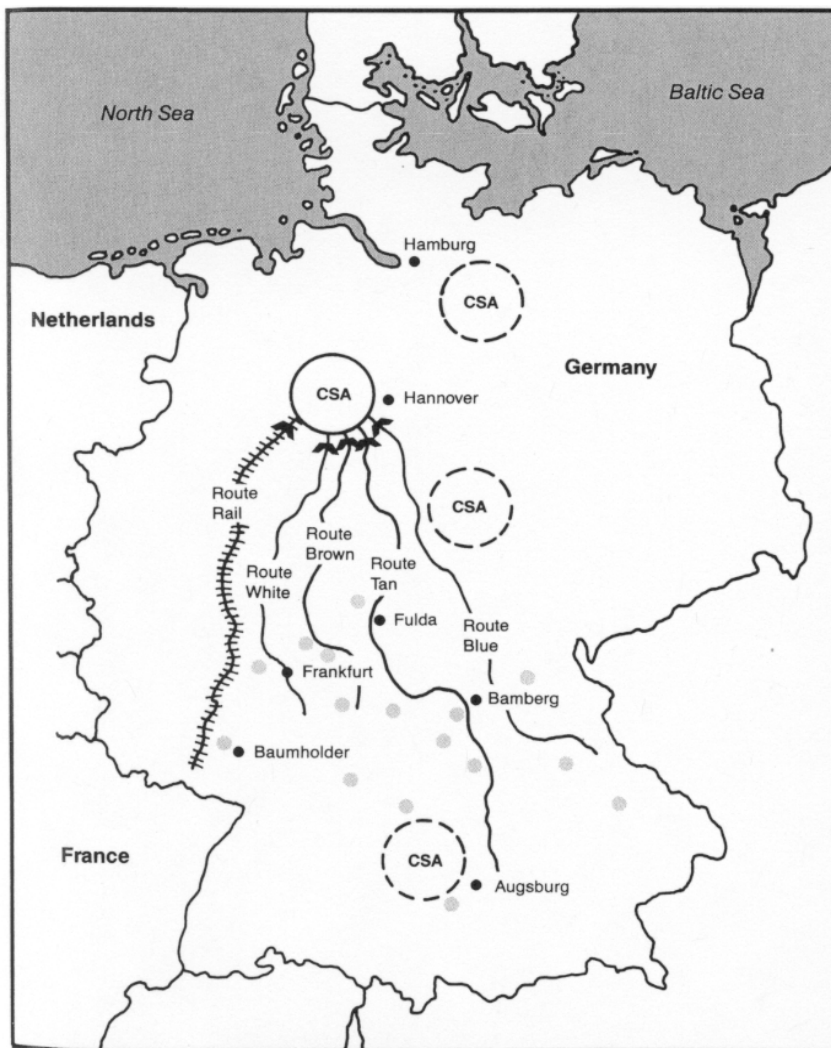 North Sea
Baltic Sea
Hamburg
CSA
Netherlands
Germany
CSA
Hannover
Route
Rail
CSA
Route
Brown
Route
White
Route
Tan
Fulda
Route
Blue
Frankfurt
Bamberg
Baumholder
France
CSA
Augsburg